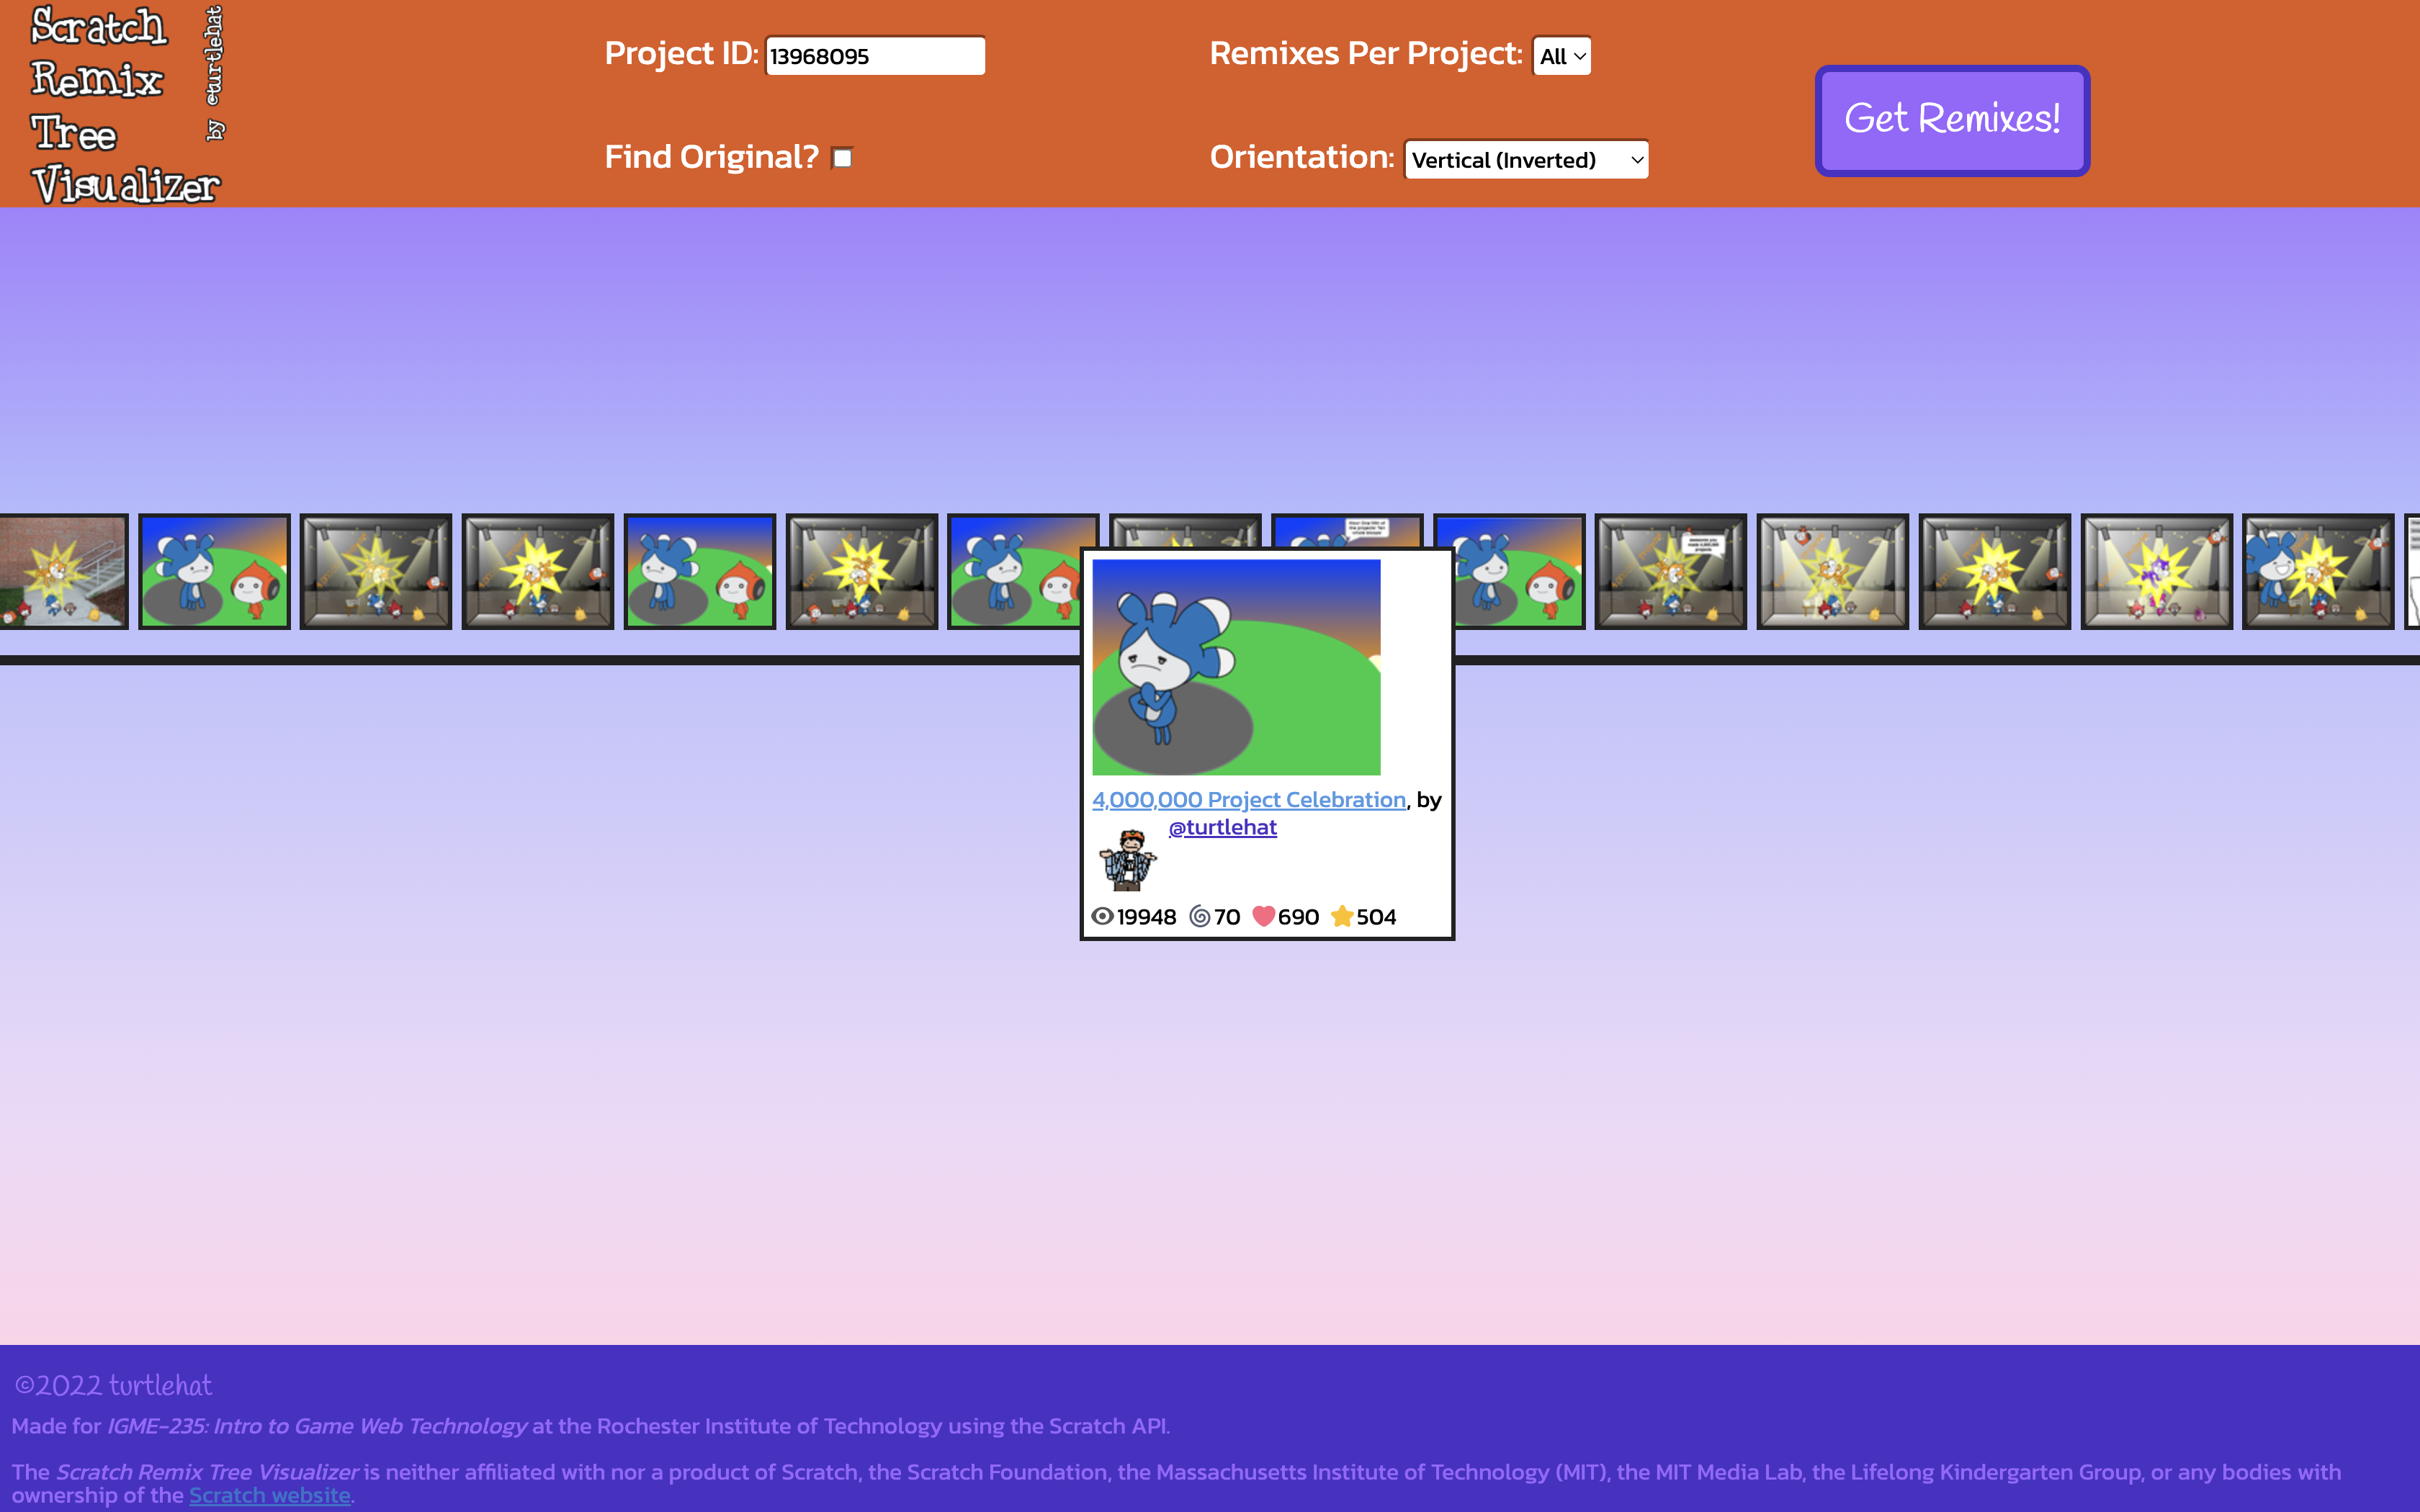 Scratch
Remix
Tree
Visualizer
by @turtlehat
Project ID: 13968095
Remixes Per Project: All
Find Original?
Orientation: Vertical (Inverted)
Get Remixes!
4,000,000 Project Celebration, by
@turtlehat
19948 70 690 504
©2022 turtlehat
Made for IGME-235: Intro to Game Web Technology at the Rochester Institute of Technology using the Scratch API.
The Scratch Remix Tree Visualizer is neither affiliated with nor a product of Scratch, the Scratch Foundation, the Massachusetts Institute of Technology (MIT), the MIT Media Lab, the Lifelong Kindergarten Group, or any bodies with
ownership of the Scratch website.